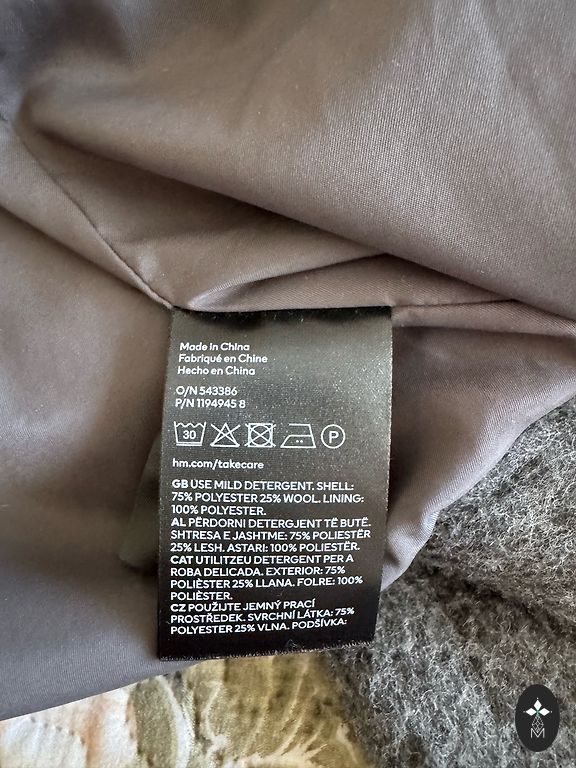 Made in China
Fabriqué en Chine
Hecho en China
O/N 543386
P/N 1194945 8
30 P
hm.com/takecare
GB USE MILD DETERGENT. SHELL:
75% POLYESTER 25% WOOL. LINING:
100% POLYESTER.
AL PËRDORNI DETERGJENT TË BUTË.
SHTRESA E JASHTME: 75% POLIESTËR
25% LESH. ASTARI: 100% POLIESTËR.
CAT UTILITZEU DETERGENT PER A
ROBA DELICADA. EXTERIOR: 75%
POLIÈSTER 25% LLANA. FOLRE: 100%
POLIÈSTER.
CZ POUŽIJTE JEMNÝ PRACÍ
PROSTŘEDEK. SVRCHNÍ LÁTKA: 75%
POLYESTER 25% VLNA. PODŠÍVKA:
M